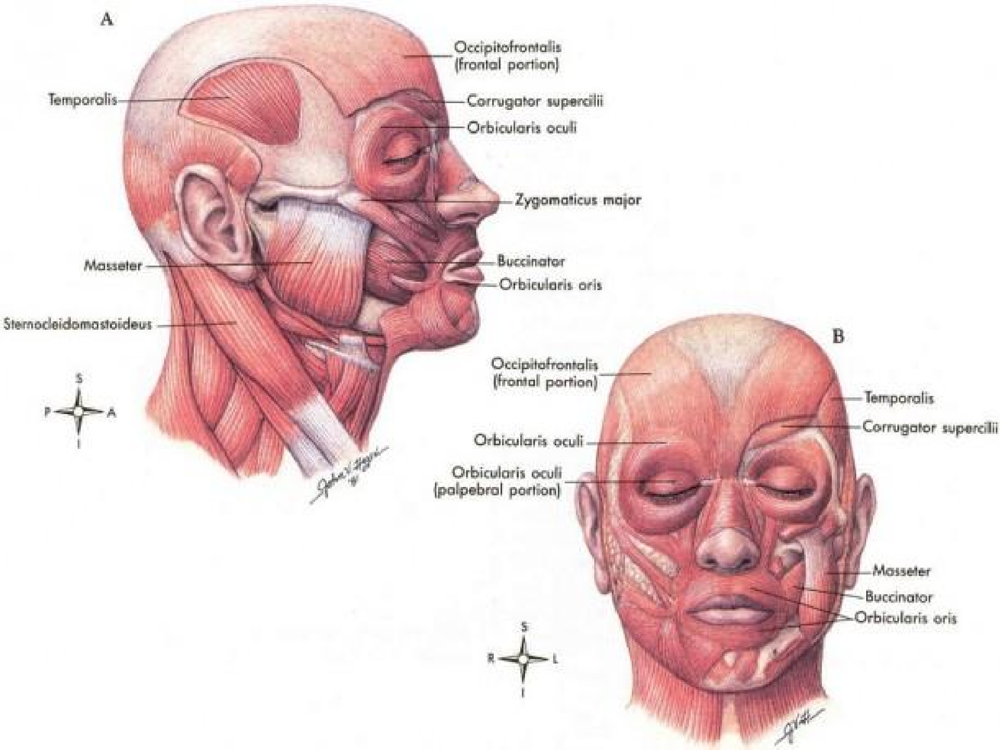 A
Occipitofrontalis
(frontal portion)
Temporalis
Corrugator supercilii
Orbicularis oculi
Zygomaticus major
Masseter
Buccinator
Orbicularis oris
Sternocleidomastoideus
S
P A
I
B
Occipitofrontalis
(frontal portion)
Temporalis
Corrugator supercilii
Orbicularis oculi
Orbicularis oculi
(palpebral portion)
Masseter
Buccinator
Orbicularis oris
S
R L
I